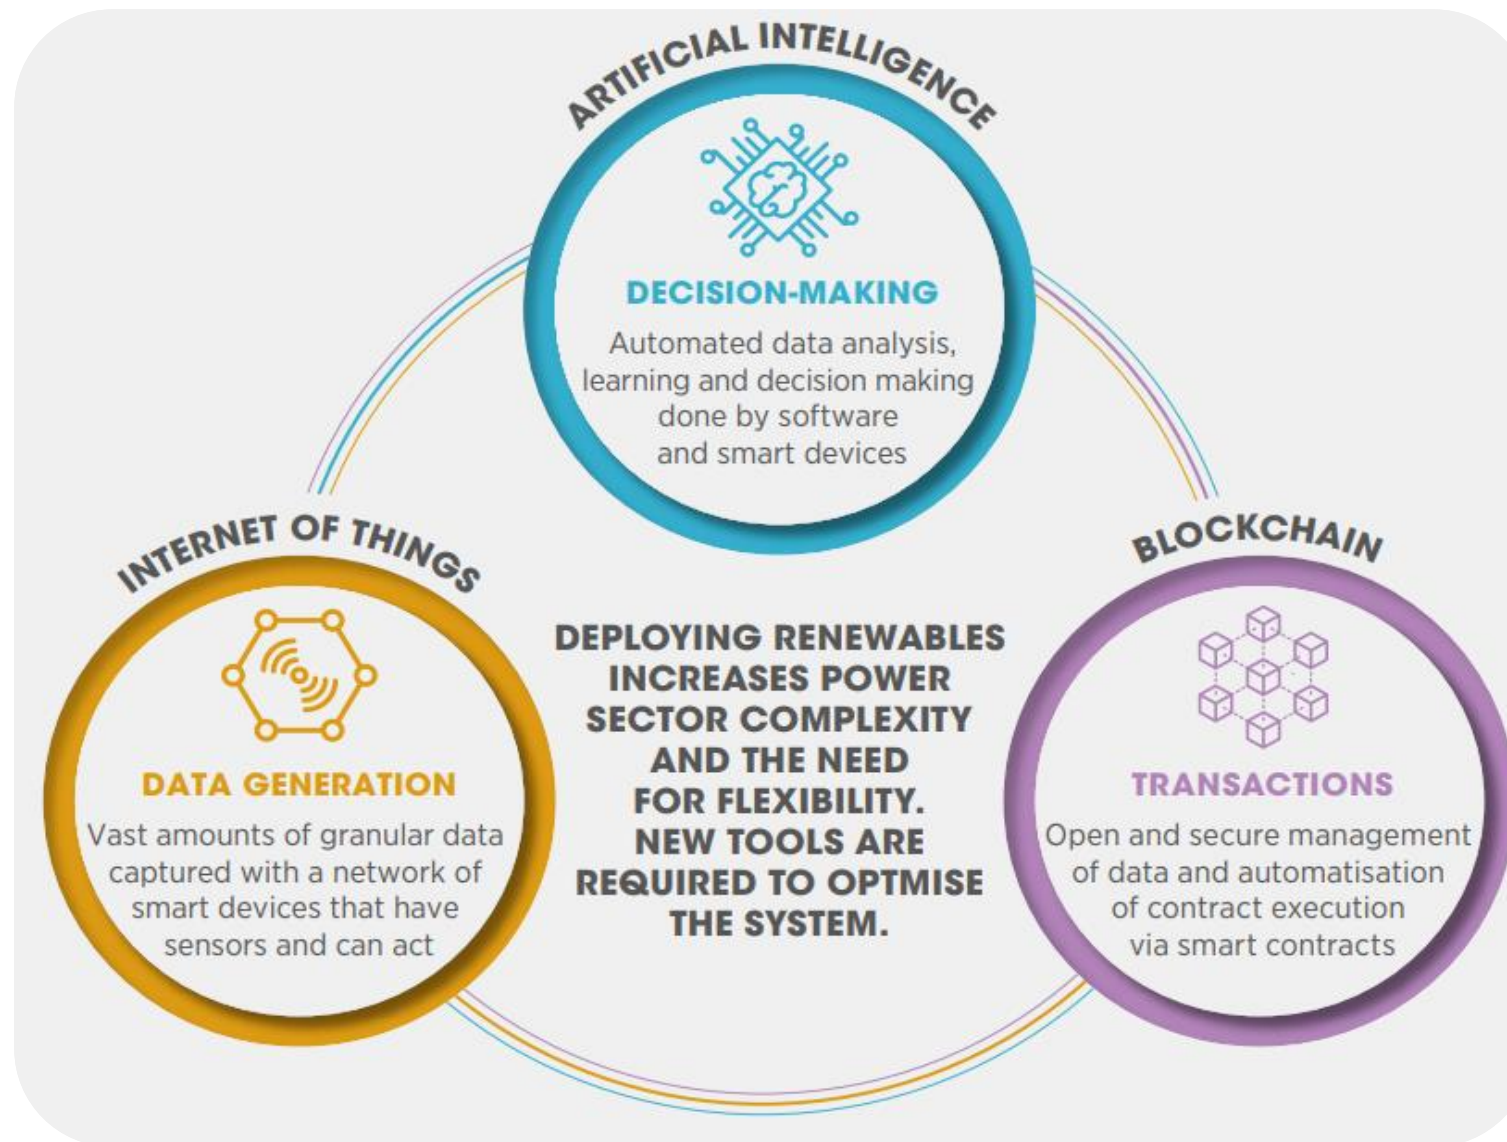 ARTIFICIAL INTELLIGENCE
DECISION-MAKING
Automated data analysis,
learning and decision making
done by software
and smart devices
INTERNET OF THINGS
DATA GENERATION
Vast amounts of granular data
captured with a network of
smart devices that have
sensors and can act
DEPLOYING RENEWABLES
INCREASES POWER
SECTOR COMPLEXITY
AND THE NEED
FOR FLEXIBILITY.
NEW TOOLS ARE
REQUIRED TO OPTMISE
THE SYSTEM.
BLOCKCHAIN
TRANSACTIONS
Open and secure management
of data and automatisation
of contract execution
via smart contracts